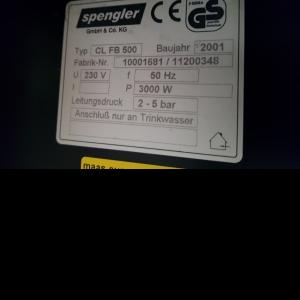 spengler
GmbH & Co. KG
CE GS
Typ CL FB 500 Baujahr 2001
Fabrik-Nr. 10001681 / 11200348
U 230 V f 50 Hz
I P 3000 W
Leitungsdruck 2 - 5 bar
Anschluß nur an Trinkwasser